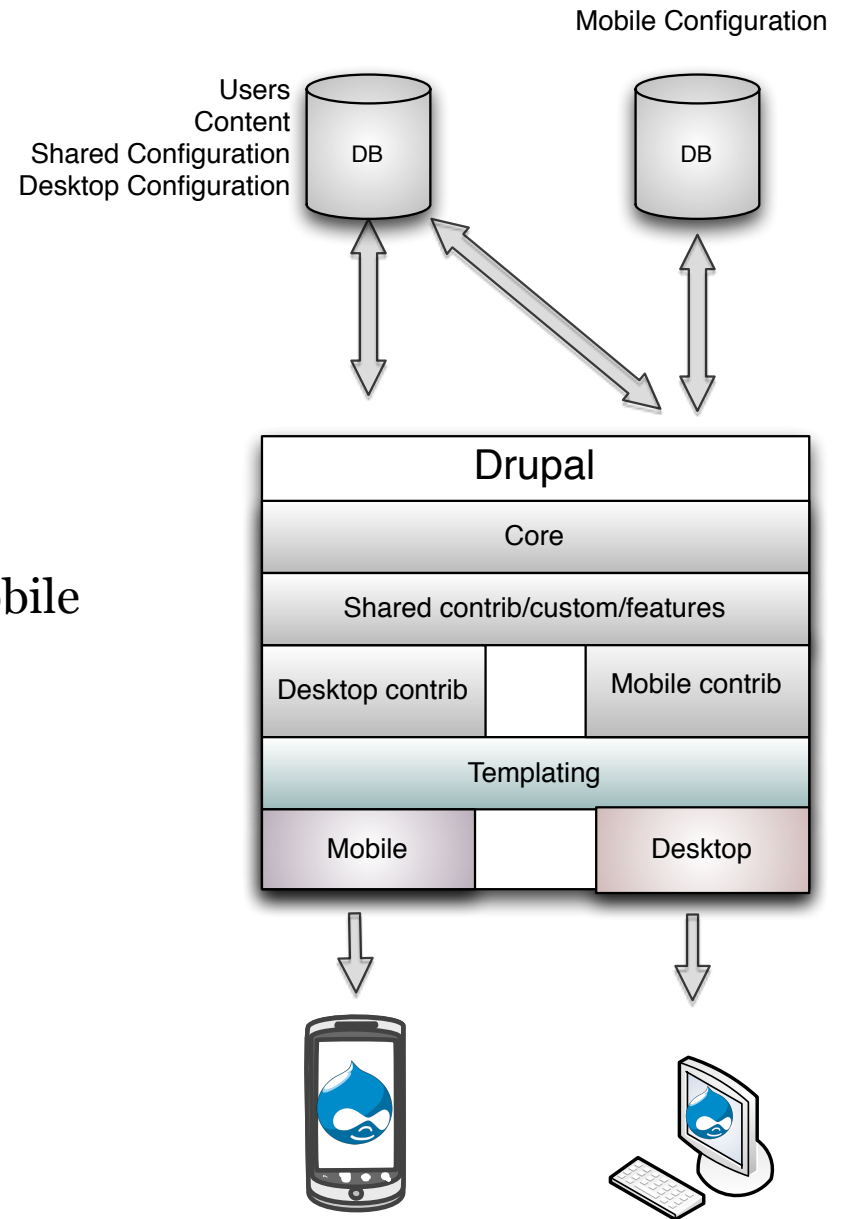 Mobile Configuration
Users
Content
Shared Configuration
Desktop Configuration
DB
DB
Drupal
Core
Shared contrib/custom/features
bile
Desktop contrib
Mobile contrib
Templating
Mobile
Desktop